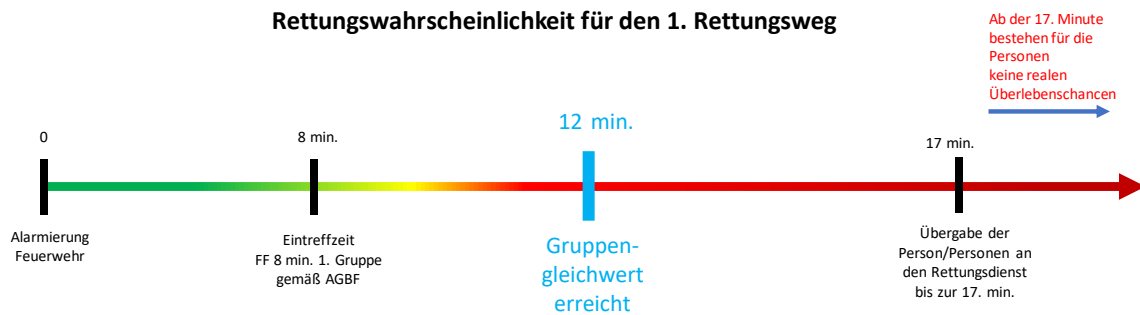 Rettungswahrscheinlichkeit für den 1. Rettungsweg
Ab der 17. Minute
bestehen für die
Personen
keine realen
Überlebenschancen
0
8 min.
12 min.
17 min.
Alarmierung
Feuerwehr
Eintreffzeit
FF 8 min. 1. Gruppe
gemäß AGBF
Gruppen-
gleichwert
erreicht
Übergabe der
Person/Personen an
den Rettungsdienst
bis zur 17. min.